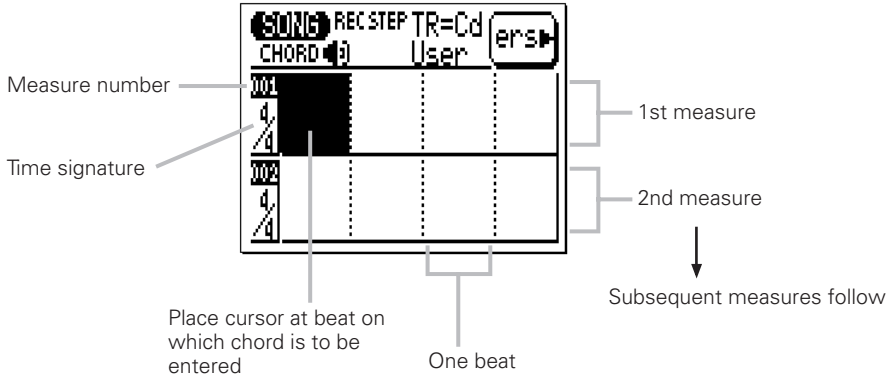 SONG REC STEP TR=Cd ers
CHORD User
Measure number
001
4/4
1st measure
Time signature
002
4/4
2nd measure
Subsequent measures follow
Place cursor at beat on
which chord is to be
entered
One beat